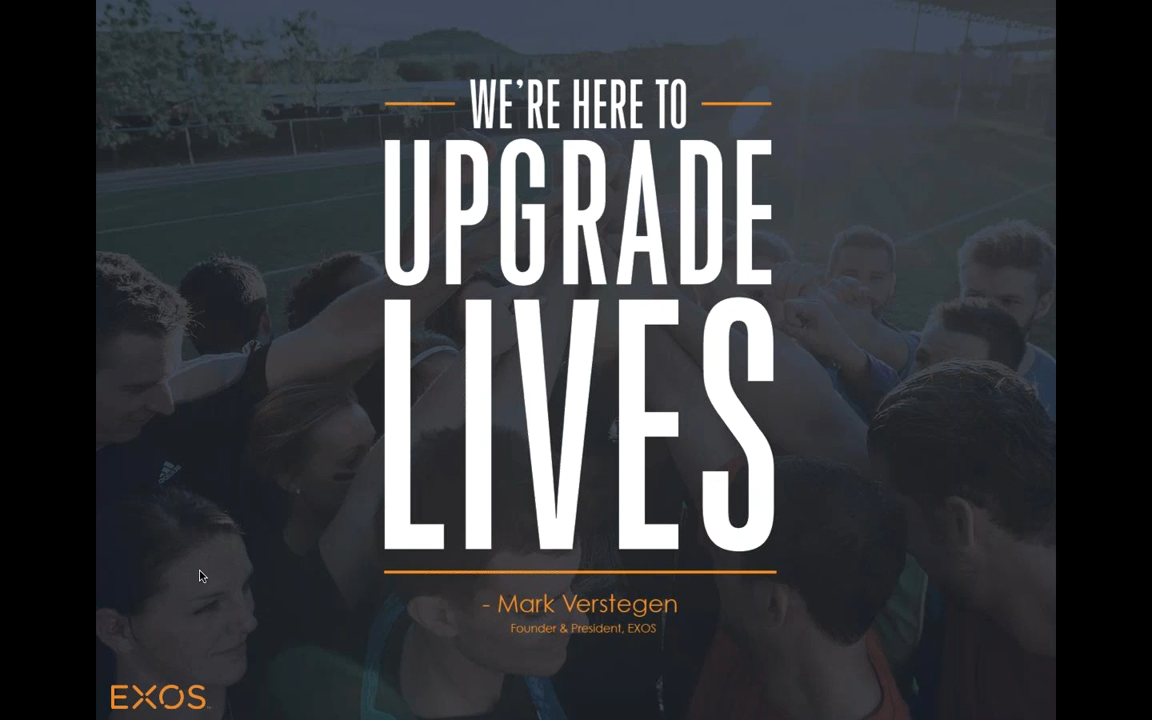 WE'RE HERE TO
UPGRADE
LIVES
- Mark Verstegen
Founder & President, EXOS
EXOS